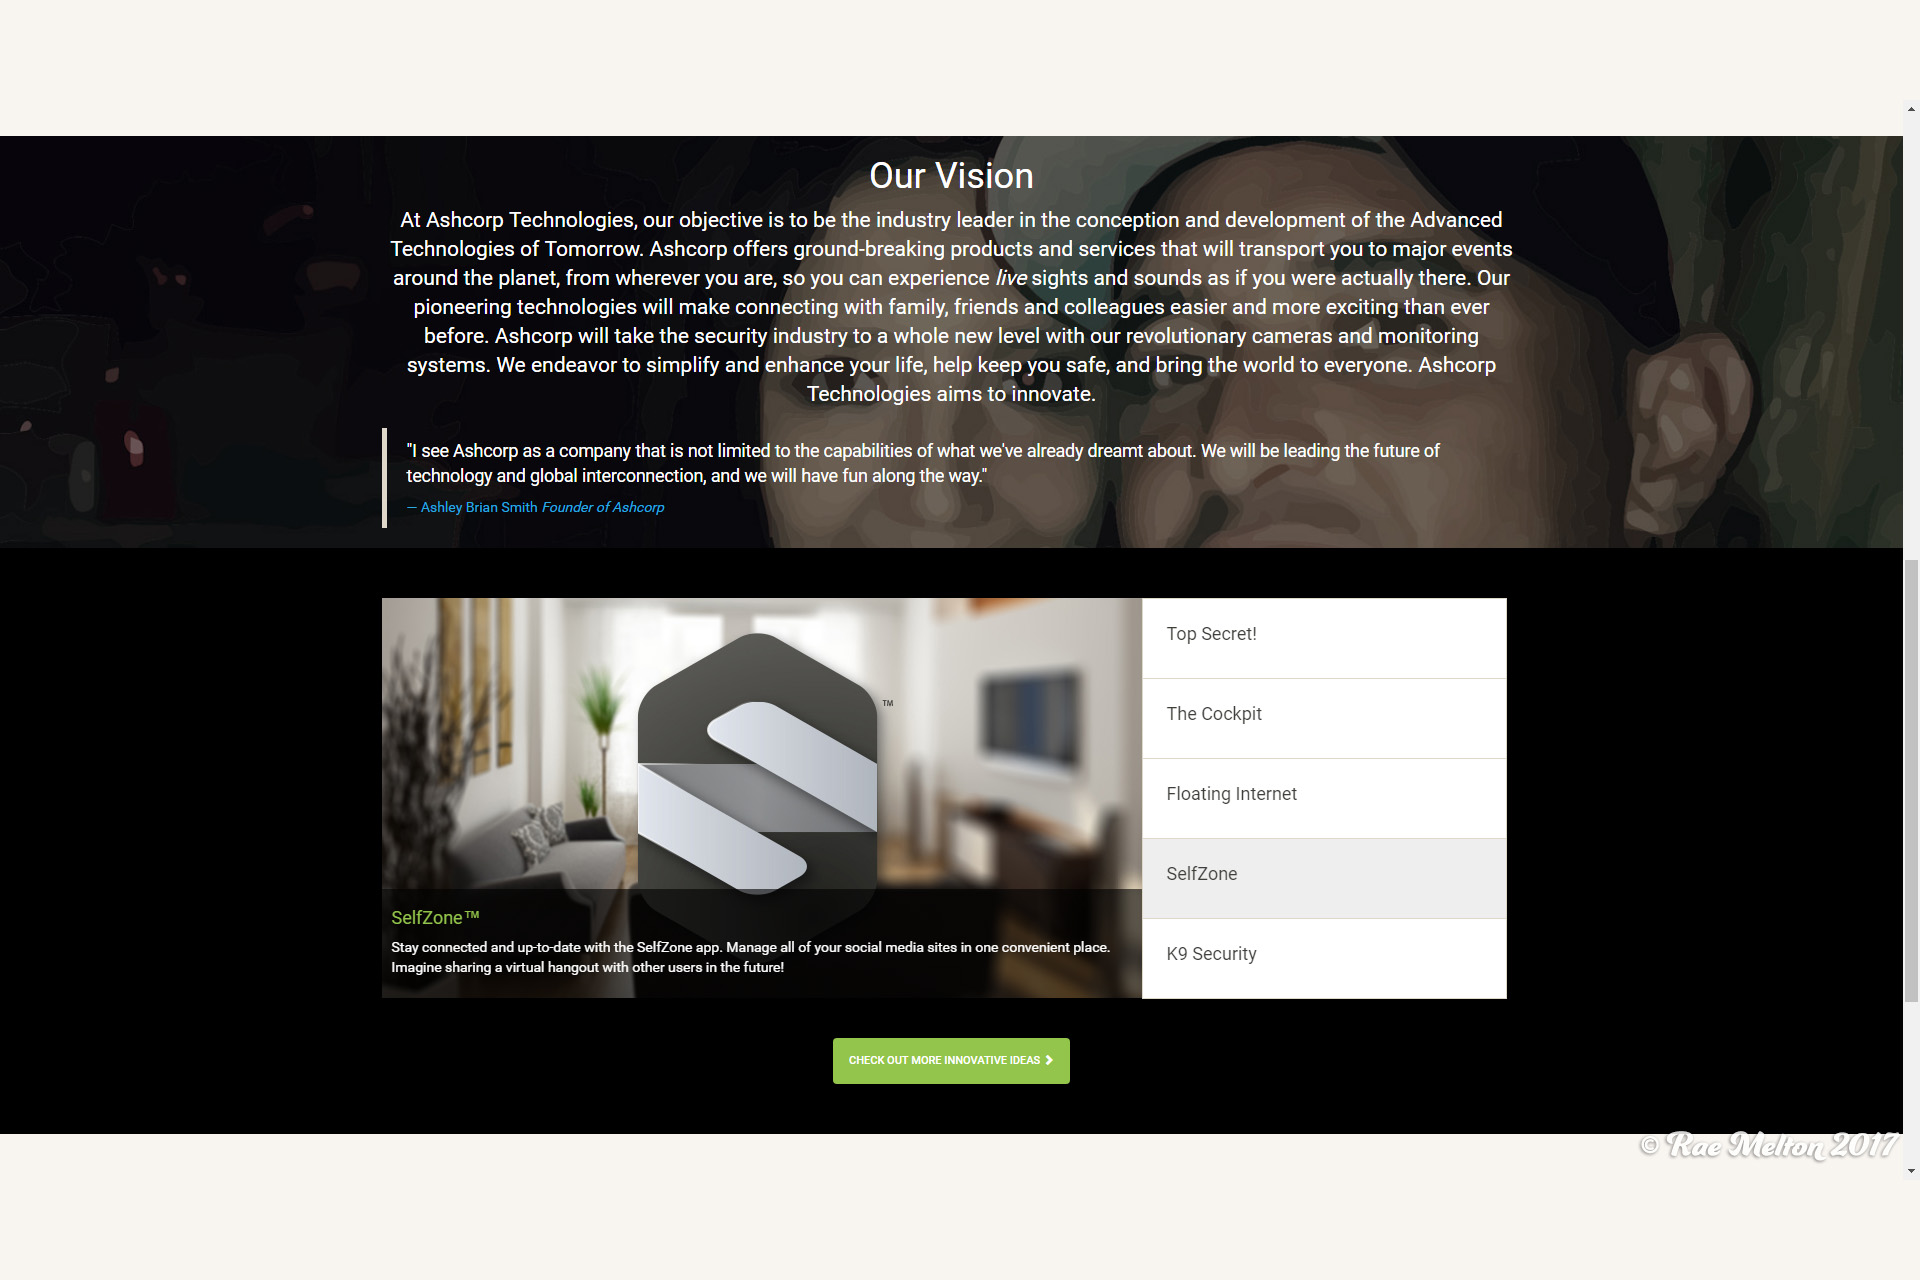 Our Vision
At Ashcorp Technologies, our objective is to be the industry leader in the conception and development of the Advanced
Technologies of Tomorrow. Ashcorp offers ground-breaking products and services that will transport you to major events
around the planet, from wherever you are, so you can experience live sights and sounds as if you were actually there. Our
pioneering technologies will make connecting with family, friends and colleagues easier and more exciting than ever
before. Ashcorp will take the security industry to a whole new level with our revolutionary cameras and monitoring
systems. We endeavor to simplify and enhance your life, help keep you safe, and bring the world to everyone. Ashcorp
Technologies aims to innovate.
"I see Ashcorp as a company that is not limited to the capabilities of what we've already dreamt about. We will be leading the future of
technology and global interconnection, and we will have fun along the way."
— Ashley Brian Smith Founder of Ashcorp
TM
SelfZone™
Stay connected and up-to-date with the SelfZone app. Manage all of your social media sites in one convenient place.
Imagine sharing a virtual hangout with other users in the future!
Top Secret!
The Cockpit
Floating Internet
SelfZone
K9 Security
CHECK OUT MORE INNOVATIVE IDEAS
© Rae Melton 2017